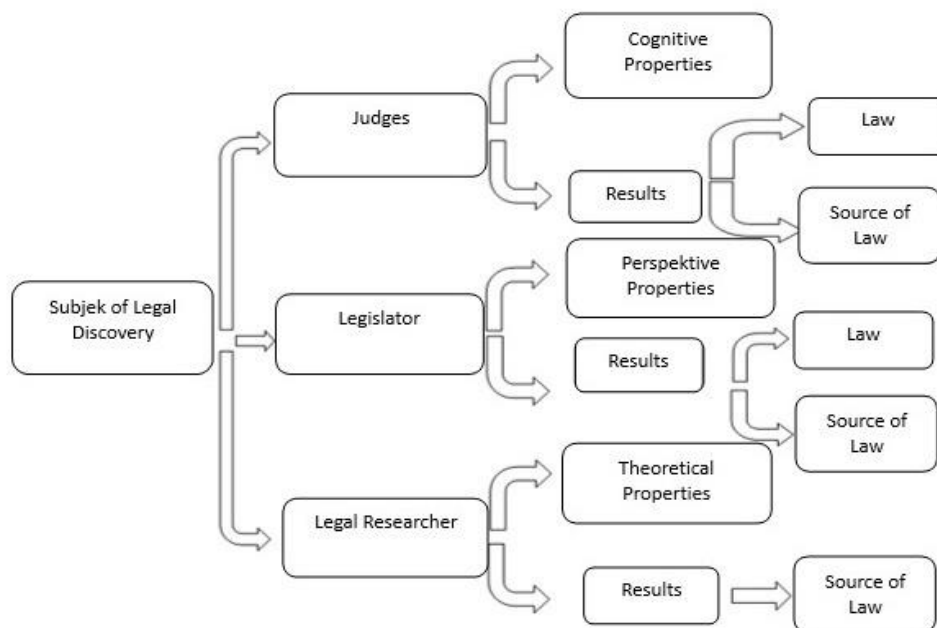 Cognitive
Properties
Judges
Law
Results
Source of
Law
Perspektive
Properties
Subjek of Legal
Discovery
Legislator
Law
Results
Source of
Law
Theoretical
Properties
Legal Researcher
Results
Source of
Law